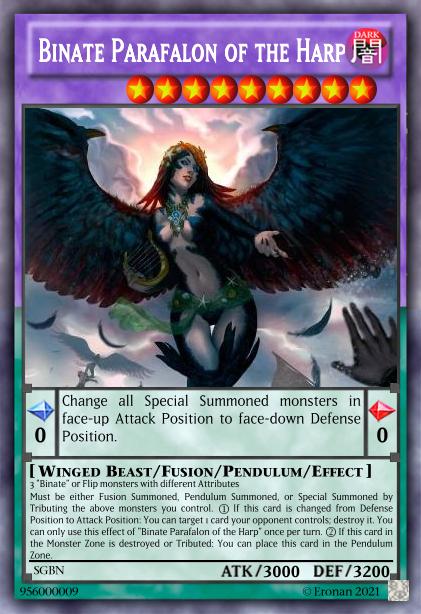 BINATE PARAFALON OF THE HARP
DARK
闇
Change all Special Summoned monsters in
face-up Attack Position to face-down Defense
Position.
0
0
[ WINGED BEAST/FUSION/PENDULUM/EFFECT ]
3 "Binate" or Flip monsters with different Attributes
Must be either Fusion Summoned, Pendulum Summoned, or Special Summoned by
Tributing the above monsters you control. ① If this card is changed from Defense
Position to Attack Position: You can target 1 card your opponent controls; destroy it. You
can only use this effect of "Binate Parafalon of the Harp" once per turn. ② If this card in
the Monster Zone is destroyed or Tributed: You can place this card in the Pendulum
Zone.
SGBN
ATK/3000 DEF/3200
956000009
© Eronan 2021